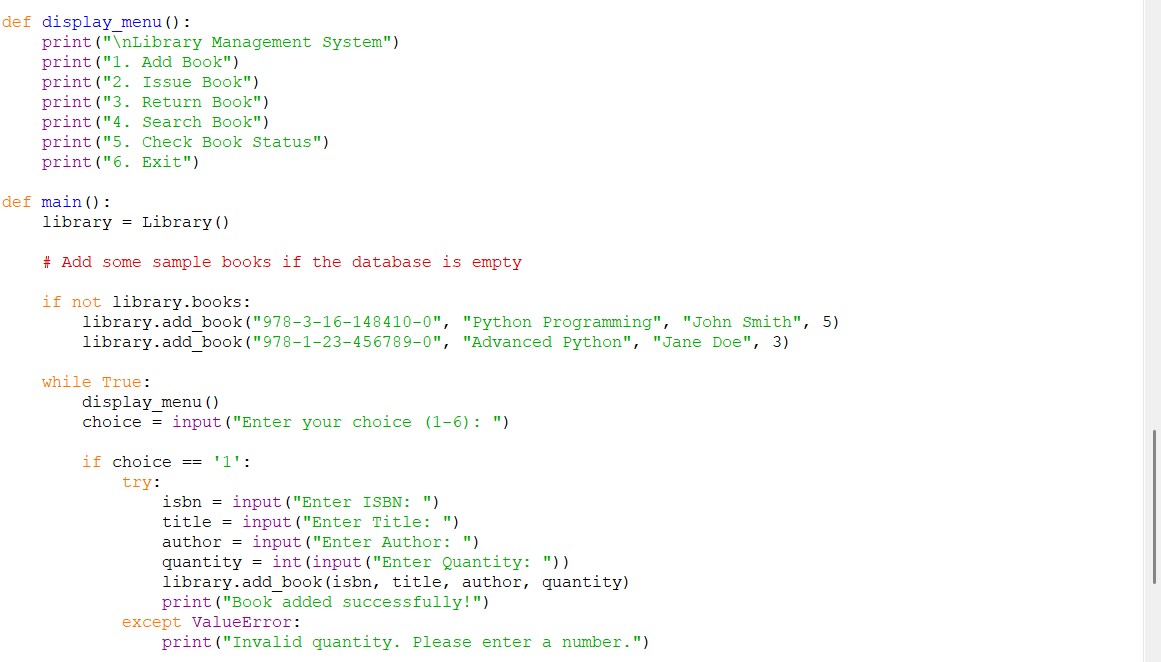 def display_menu():
    print("\nLibrary Management System")
    print("1. Add Book")
    print("2. Issue Book")
    print("3. Return Book")
    print("4. Search Book")
    print("5. Check Book Status")
    print("6. Exit")

def main():
    library = Library()

    # Add some sample books if the database is empty

    if not library.books:
        library.add_book("978-3-16-148410-0", "Python Programming", "John Smith", 5)
        library.add_book("978-1-23-456789-0", "Advanced Python", "Jane Doe", 3)

    while True:
        display_menu()
        choice = input("Enter your choice (1-6): ")

        if choice == '1':
            try:
                isbn = input("Enter ISBN: ")
                title = input("Enter Title: ")
                author = input("Enter Author: ")
                quantity = int(input("Enter Quantity: "))
                library.add_book(isbn, title, author, quantity)
                print("Book added successfully!")
            except ValueError:
                print("Invalid quantity. Please enter a number.")